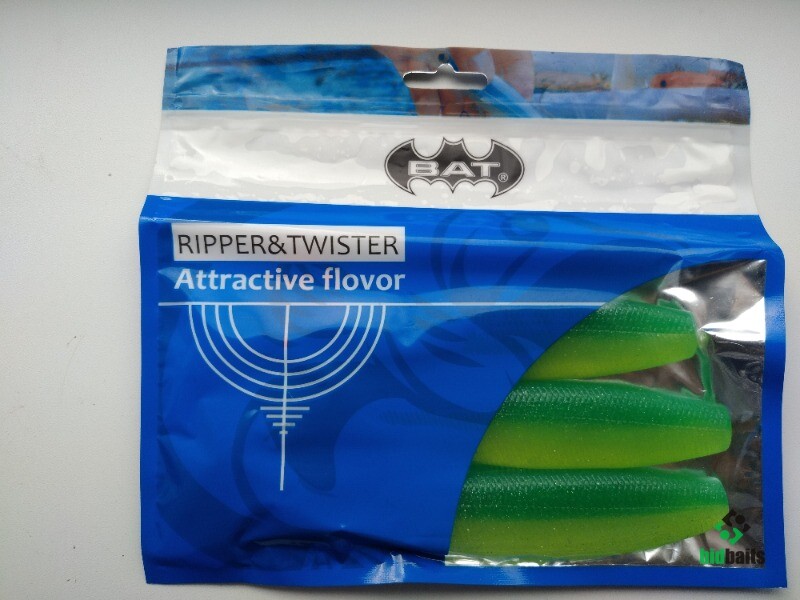 BAT®
RIPPER&TWISTER
Attractive flovor
bidbaits